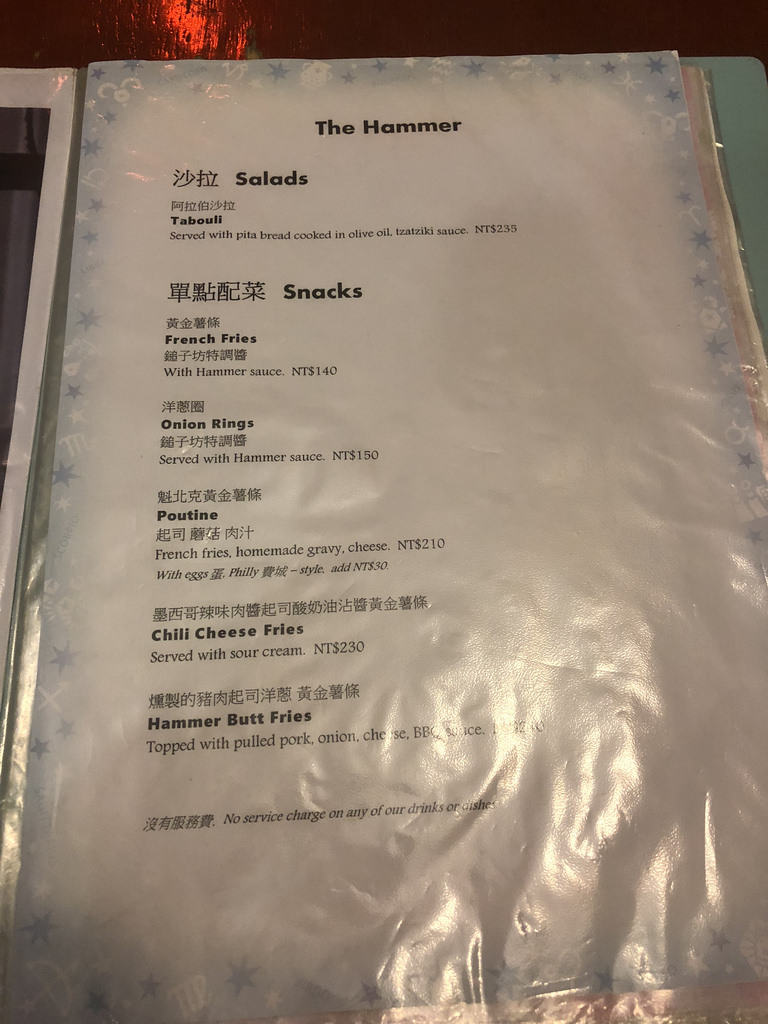 The Hammer
沙拉 Salads
阿拉伯沙拉
Tabouli
Served with pita bread cooked in olive oil, tzatziki sauce. NT$235
單點配菜 Snacks
黃金薯條
French Fries
鎚子坊特調醬
With Hammer sauce. NT$140
洋蔥圈
Onion Rings
鎚子坊特調醬
Served with Hammer sauce. NT$150
魁北克黃金薯條
Poutine
起司 蘑菇 肉汁
French fries, homemade gravy, cheese. NT$210
With eggs 蛋, Philly 費城 – style, add NT$30.
墨西哥辣味肉醬起司酸奶油沾醬黃金薯條
Chili Cheese Fries
Served with sour cream. NT$230
燻製的豬肉起司洋蔥 黃金薯條
Hammer Butt Fries
Topped with pulled pork, onion, cheese, BBQ sauce.
沒有服務費. No service charge on any of our drinks or dishes